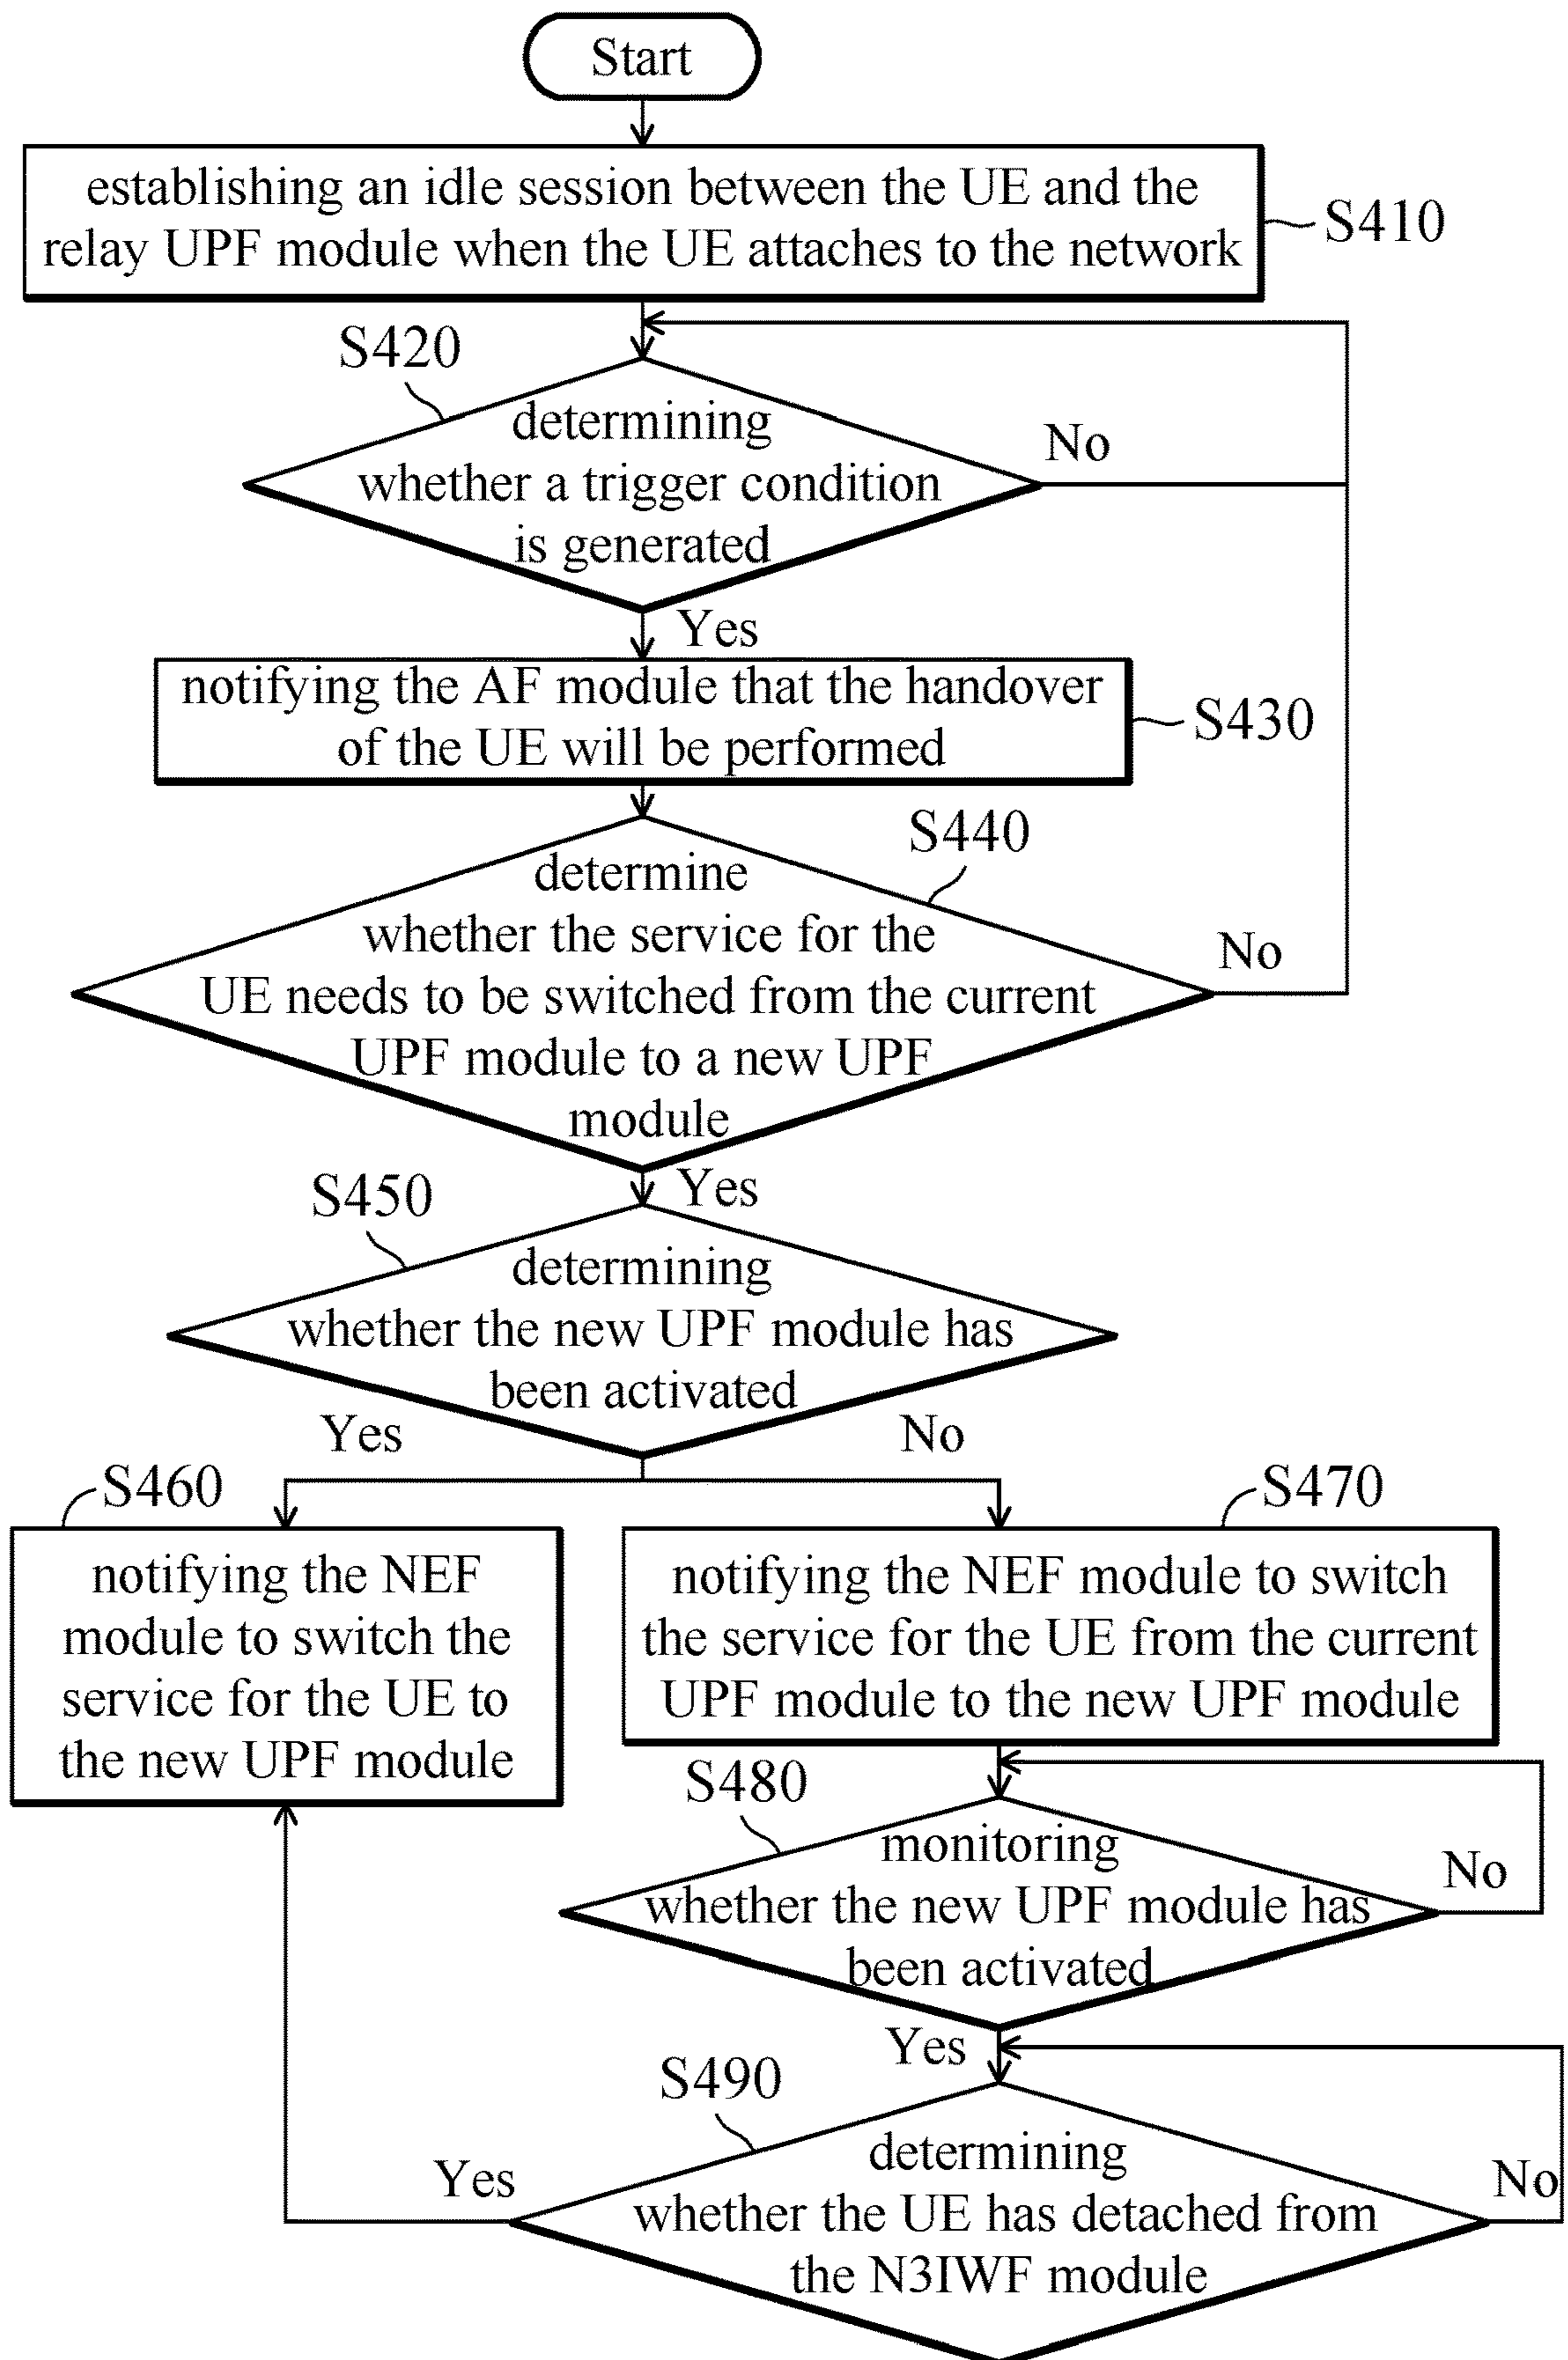 Start
establishing an idle session between the UE and the
relay UPF module when the UE attaches to the network
S410
S420
determining
whether a trigger condition
is generated
No
Yes
notifying the AF module that the handover
of the UE will be performed
S430
S440
determine
whether the service for the
UE needs to be switched from the current
UPF module to a new UPF
module
No
Yes
S450
determining
whether the new UPF module has
been activated
Yes
No
S460
notifying the NEF
module to switch the
service for the UE to
the new UPF module
S470
notifying the NEF module to switch
the service for the UE from the current
UPF module to the new UPF module
S480
monitoring
whether the new UPF module has
been activated
No
Yes
S490
determining
whether the UE has detached from
the N3IWF module
Yes
No